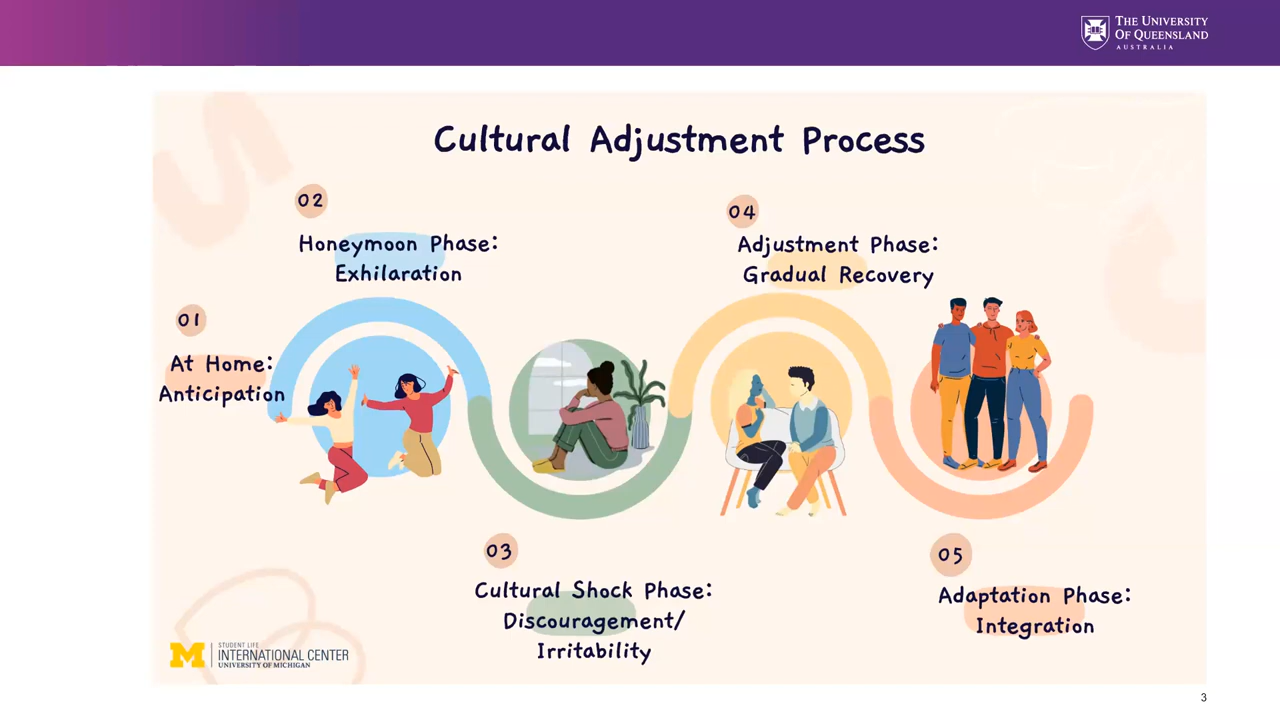 THE UNIVERSITY
OF QUEENSLAND
AUSTRALIA
Cultural Adjustment Process
01
At Home:
Anticipation
02
Honeymoon Phase:
Exhilaration
03
Cultural Shock Phase:
Discouragement/
Irritability
04
Adjustment Phase:
Gradual Recovery
05
Adaptation Phase:
Integration
M
STUDENT LIFE
INTERNATIONAL CENTER
UNIVERSITY OF MICHIGAN
3